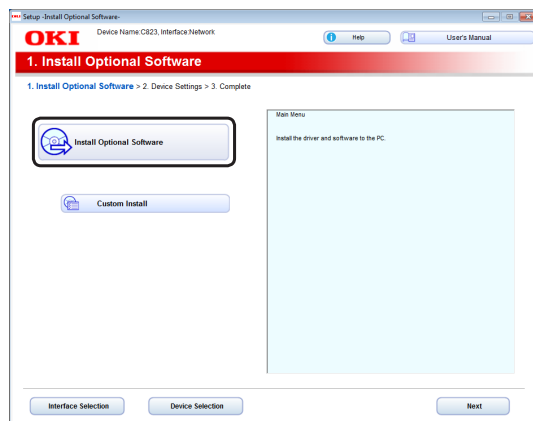 Setup -Install Optional Software-
OKI
Device Name:C823, Interface:Network
Help
User's Manual
1. Install Optional Software
1. Install Optional Software > 2. Device Settings > 3. Complete
Install Optional Software
Custom Install
Main Menu
Install the driver and software to the PC.
Interface Selection
Device Selection
Next